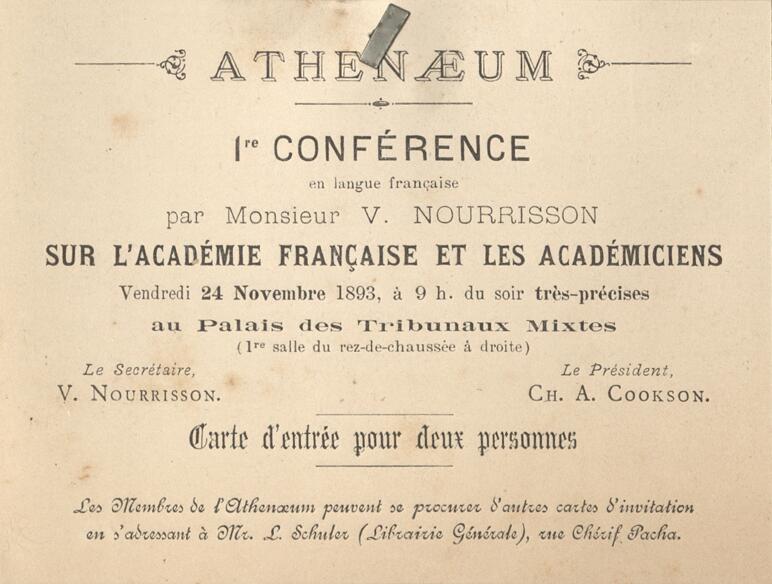 ATHENÆUM
1re CONFÉRENCE
en langue française
par Monsieur V. NOURRISSON
SUR L'ACADÉMIE FRANÇAISE ET LES ACADÉMICIENS
Vendredi 24 Novembre 1893, à 9 h. du soir très-précises
au Palais des Tribunaux Mixtes
(1re salle du rez-de-chaussée à droite)
Le Secrétaire,
V. NOURRISSON.
Le Président,
CH. A. COOKSON.
Carte d'entrée pour deux personnes
Les Membres de l'Athenœum peuvent se procurer d'autres cartes d'invitation
en s'adressant à Mr. L. Schuler (Librairie Générale), rue Chérif Pacha.